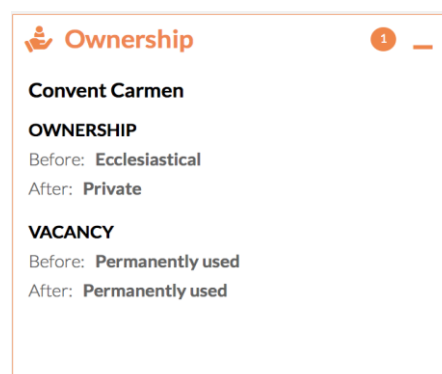 Ownership 1
Convent Carmen
OWNERSHIP
Before: Ecclesiastical
After: Private
VACANCY
Before: Permanently used
After: Permanently used